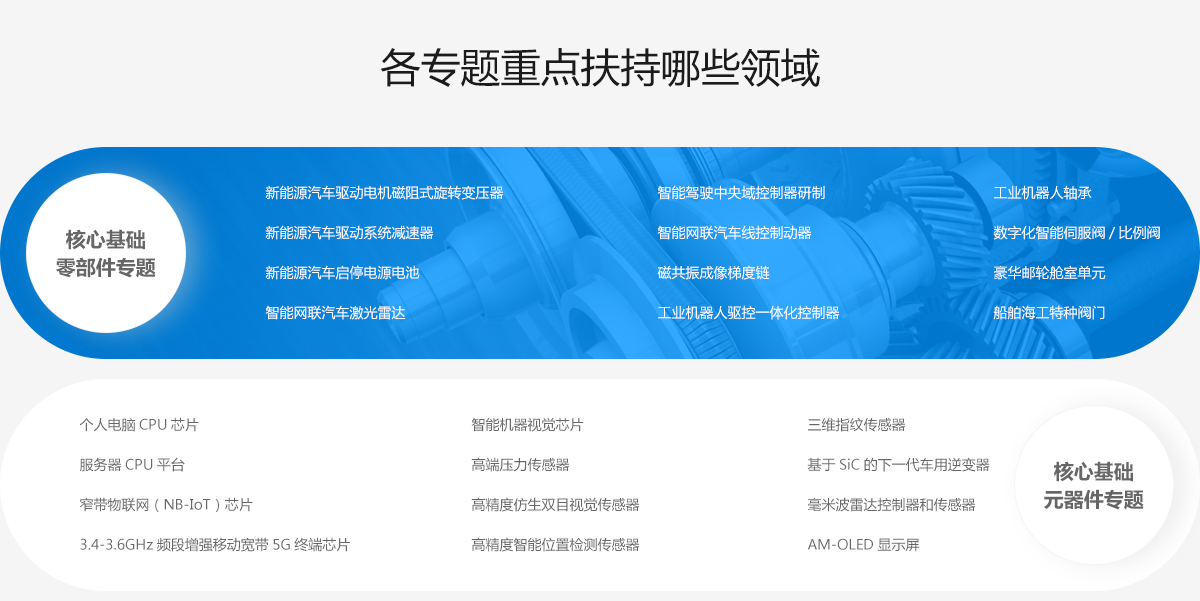 各专题重点扶持哪些领域
核心基础
零部件专题
新能源汽车驱动电机磁阻式旋转变压器
新能源汽车驱动系统减速器
新能源汽车启停电源电池
智能网联汽车激光雷达
智能驾驶中央域控制器研制
智能网联汽车线控制动器
磁共振成像梯度链
工业机器人驱控一体化控制器
工业机器人轴承
数字化智能伺服阀 / 比例阀
豪华邮轮舱室单元
船舶海工特种阀门
个人电脑 CPU 芯片
服务器 CPU 平台
窄带物联网（NB-IoT）芯片
3.4-3.6GHz 频段增强移动宽带 5G 终端芯片
智能机器视觉芯片
高端压力传感器
高精度仿生双目视觉传感器
高精度智能位置检测传感器
三维指纹传感器
基于 SiC 的下一代车用逆变器
毫米波雷达控制器和传感器
AM-OLED 显示屏
核心基础
元器件专题